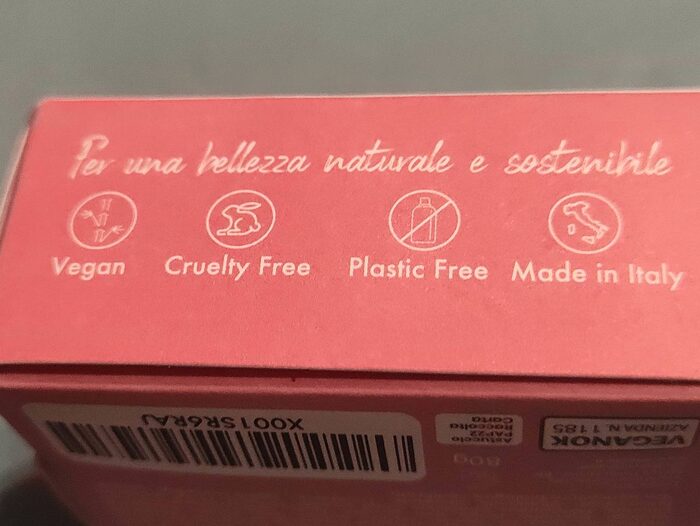 Per una bellezza naturale e sostenibile
Vegan
Cruelty Free
Plastic Free
Made in Italy
X001SR6RAJ
Astuccio
PAP22
Raccolta
Carta
VEGANOK
AZIENDA N. 1185
80g